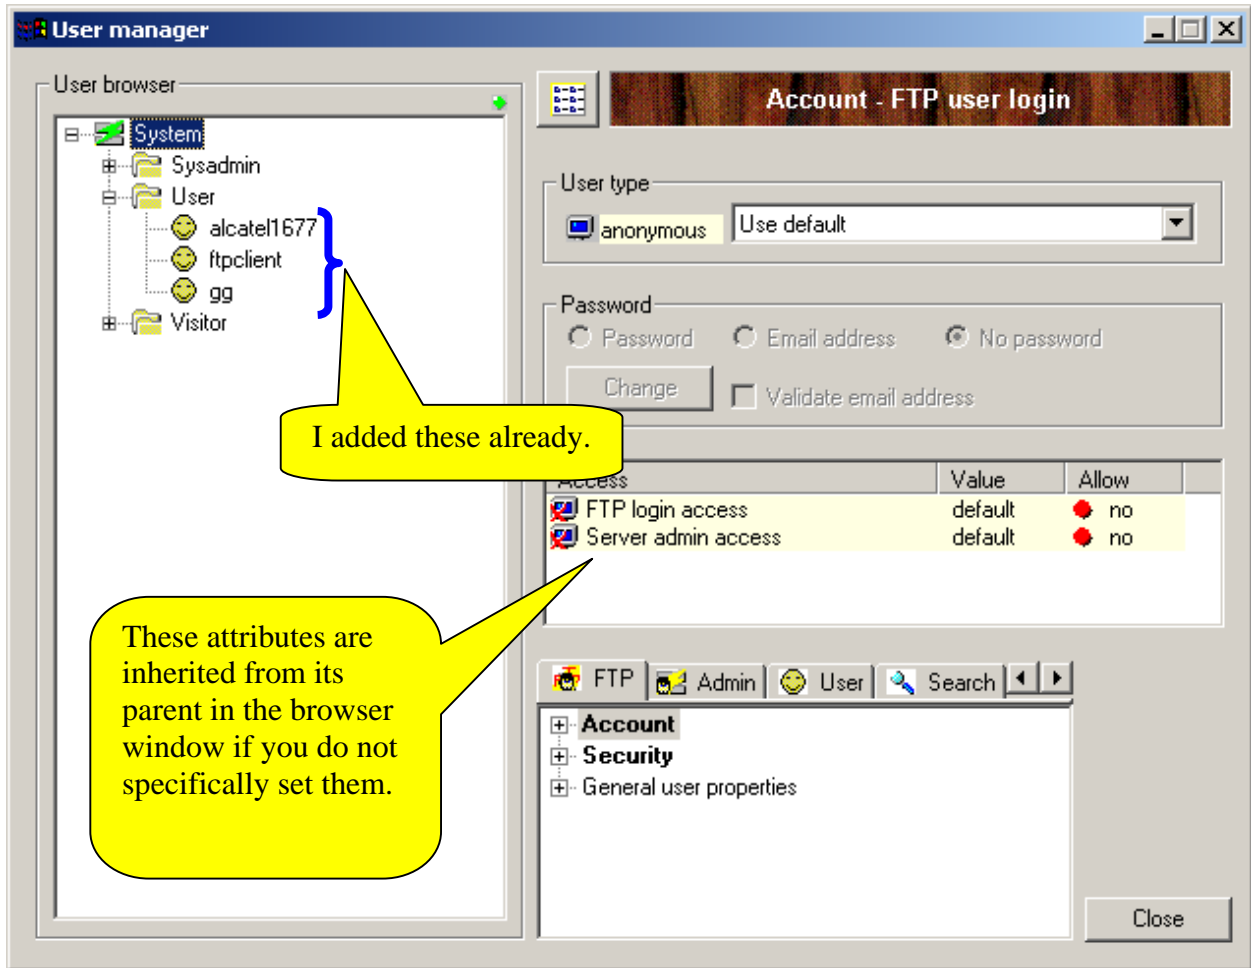 User manager
User browser
System
Sysadmin
User
alcatel1677
ftpclient
gg
Visitor
I added these already.
These attributes are
inherited from its
parent in the browser
window if you do not
specifically set them.
Account - FTP user login
User type
anonymous
Use default
Password
Password Email address No password
Change Validate email address
Access Value Allow
FTP login access default no
Server admin access default no
FTP Admin User Search
Account
Security
General user properties
Close